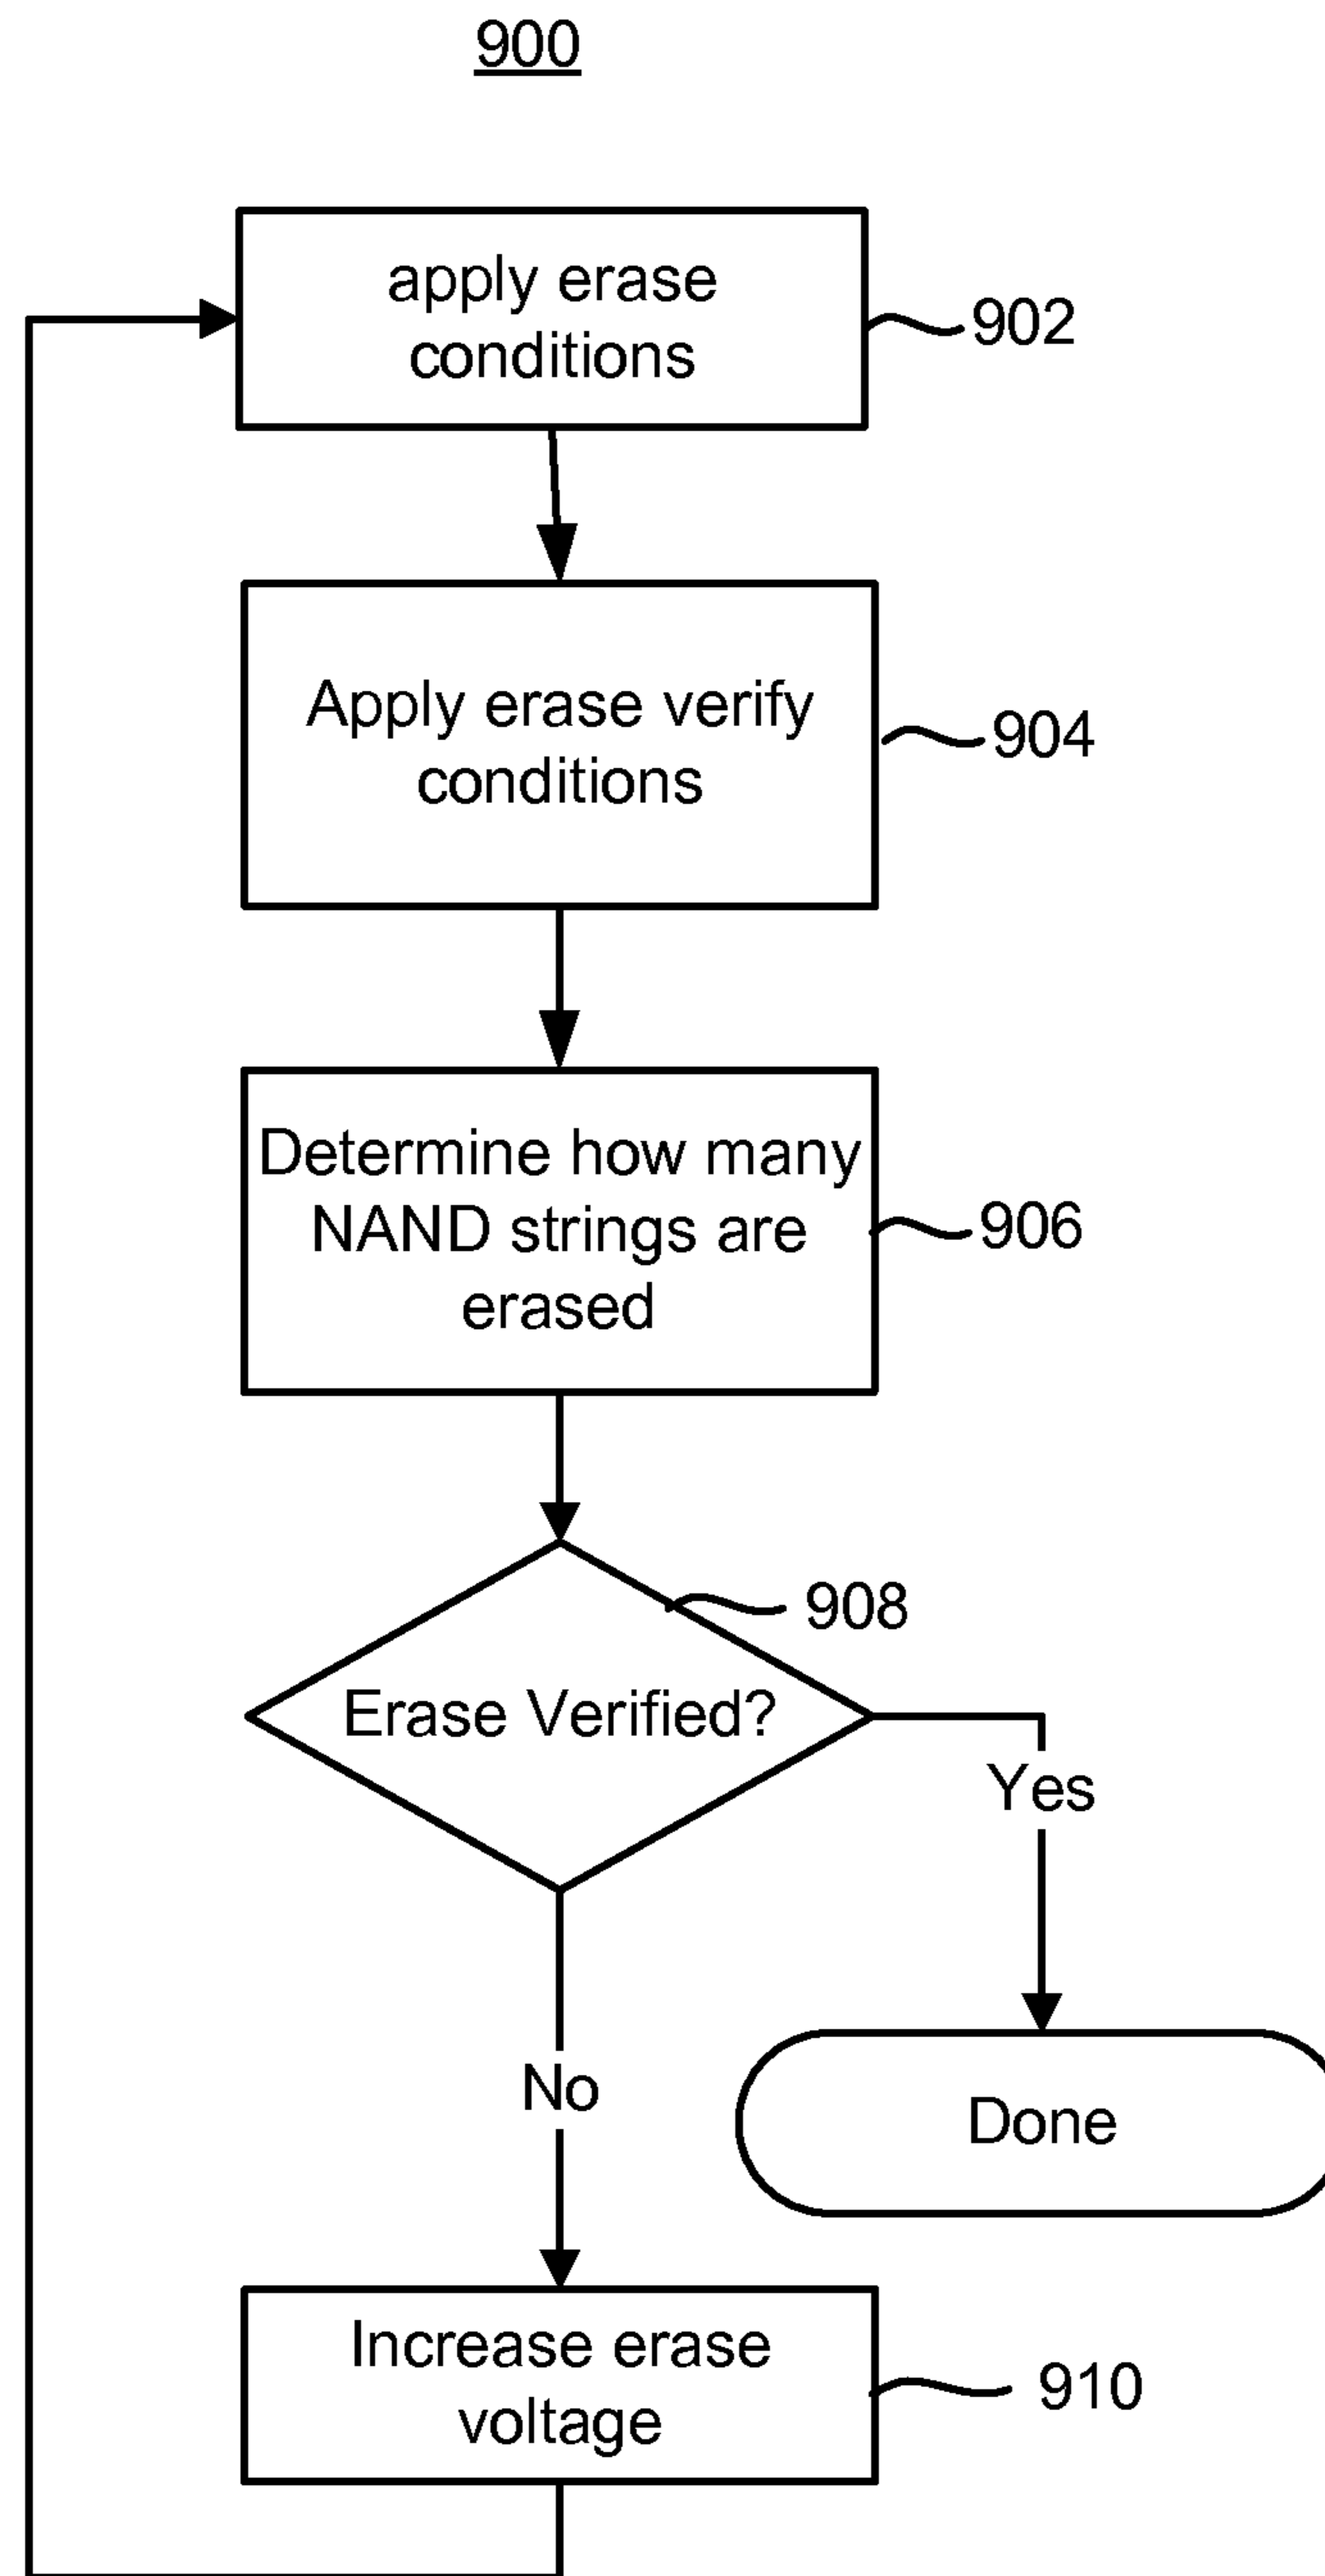 900
apply erase
conditions
902
Apply erase verify
conditions
904
Determine how many
NAND strings are
erased
906
908
Erase Verified?
Yes
Done
No
Increase erase
voltage
910